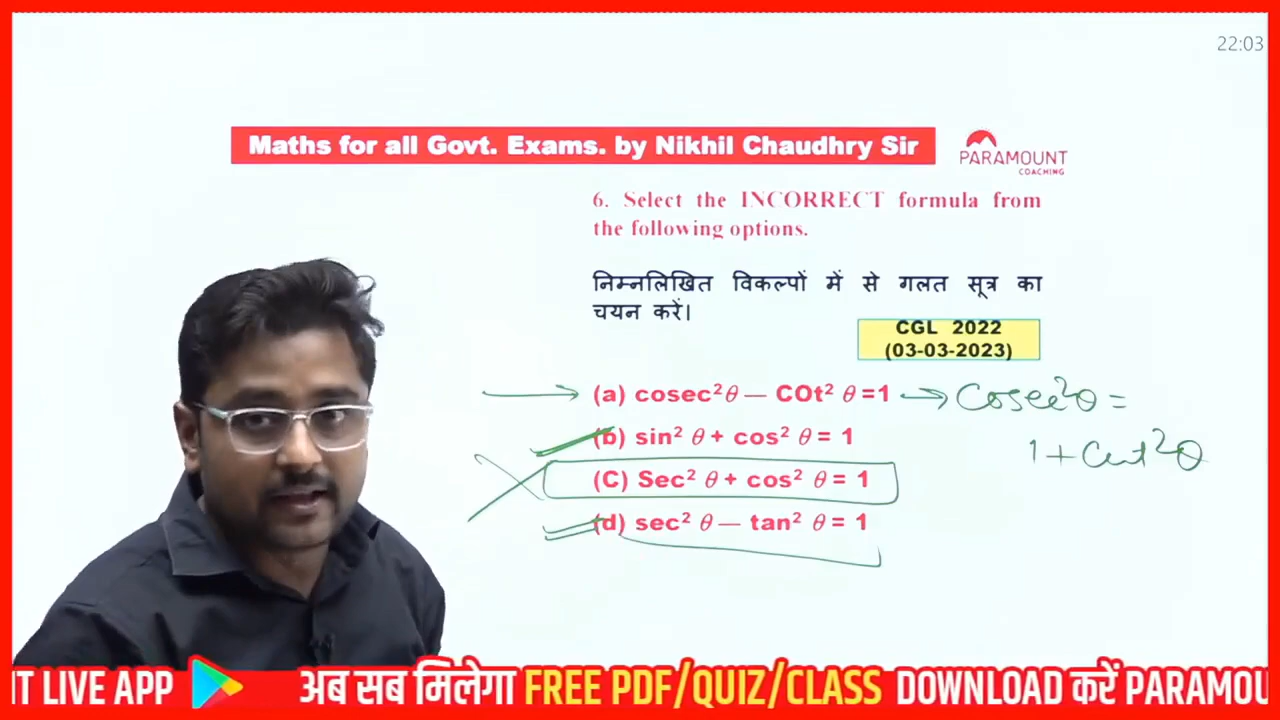 22:03
Maths for all Govt. Exams. by Nikhil Chaudhry Sir
PARAMOUNT
COACHING
6. Select the INCORRECT formula from
the following options.
निम्नलिखित विकल्पों में से गलत सूत्र का
चयन करें।
CGL 2022
(03-03-2023)
(a) cosec² θ — COt² θ =1 → Cosec²θ =
1 + Cot²θ
(b) sin² θ + cos² θ = 1
(C) Sec² θ + cos² θ = 1
(d) sec² θ — tan² θ = 1
IT LIVE APP अब सब मिलेगा FREE PDF/QUIZ/CLASS DOWNLOAD करें PARAMOU